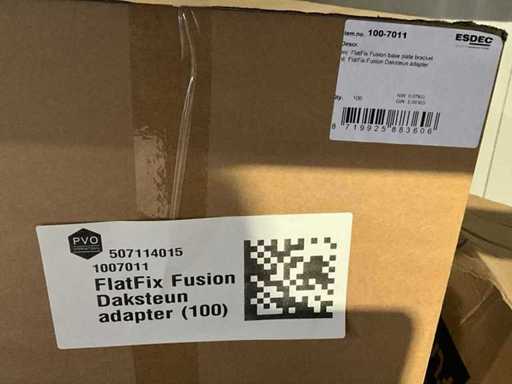 Item.no. 100-7011
ESDEC
Descr.
FlatFix Fusion base plate bracket
FlatFix Fusion Daksteun adapter
Qty. 100
8 719925 883606
PVO
507114015
1007011
FlatFix Fusion
Daksteun
adapter (100)